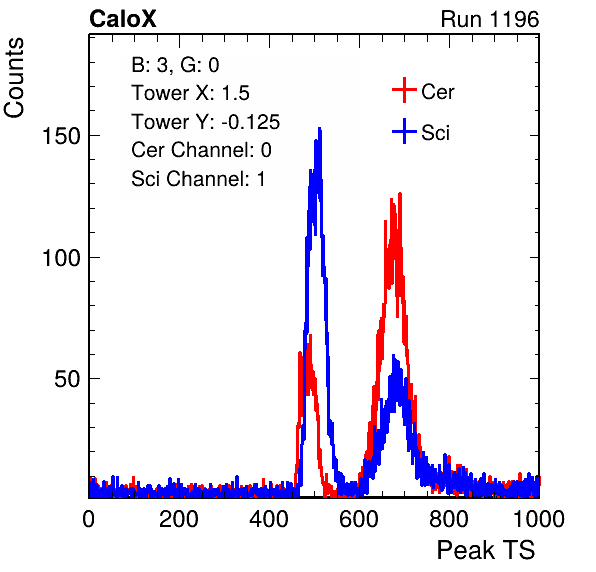 CaloX Run 1196
Counts
B: 3, G: 0
Tower X: 1.5
Tower Y: -0.125
Cer Channel: 0
Sci Channel: 1
Cer
Sci
150
100
50
0 200 400 600 800 1000
Peak TS